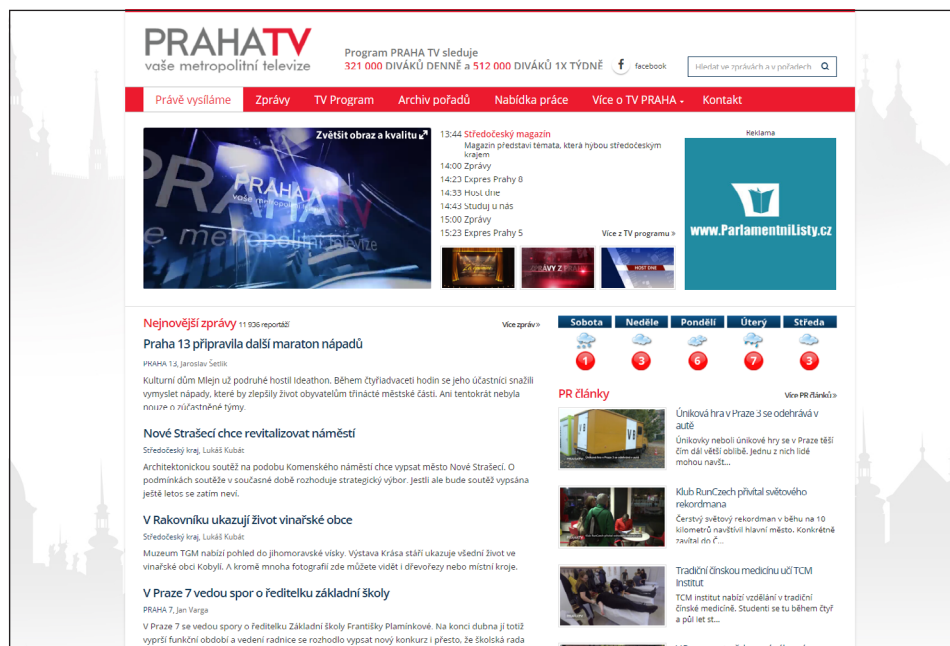 PRAHATV
vaše metropolitní televize
Program PRAHA TV sleduje
321 000 DIVÁKŮ DENNĚ a 512 000 DIVÁKŮ 1X TÝDNĚ
facebook
Hledat ve zprávách a v pořadech
Právě vysíláme Zprávy TV Program Archiv pořadů Nabídka práce Více o TV PRAHA Kontakt
Zvětšit obraz a kvalitu
PRAHA
vaše metropolitní televize
13:44 Středočeský magazín
Magazín představí témata, která hýbou středočeským
krajem
14:00 Zprávy
14:23 Expres Prahy 8
14:33 Host dne
14:43 Studuj u nás
15:00 Zprávy
15:23 Expres Prahy 5
Více z TV programu »
ZPRÁVY Z PRAHY
HOST DNE
Reklama
www.ParlamentniListy.cz
Nejnovější zprávy 11 936 reportáží
Více zpráv »
Praha 13 připravila další maraton nápadů
PRAHA 13, Jaroslav Šetlík
Kulturní dům Mlejn už podruhé hostil Ideathon. Během čtyřiadvaceti hodin se jeho účastníci snažili
vymyslet nápady, které by zlepšily život obyvatelům třinácté městské části. Ani tentokrát nebyla
nouze o zúčastněné týmy.
Nové Strašecí chce revitalizovat náměstí
Středočeský kraj, Lukáš Kubát
Architektonickou soutěž na podobu Komenského náměstí chce vypsat město Nové Strašecí. O
podmínkách soutěže v současné době rozhoduje strategický výbor. Jestli ale bude soutěž vypsána
ještě letos se zatím neví.
V Rakovníku ukazují život vinařské obce
Středočeský kraj, Lukáš Kubát
Muzeum TGM nabízí pohled do jihomoravské vísky. Výstava Krása stáří ukazuje všední život ve
vinařské obci Kobylí. A kromě mnoha fotografií zde můžete vidět i dřevořezy nebo místní kroje.
V Praze 7 vedou spor o ředitelku základní školy
PRAHA 7, Jan Varga
V Praze 7 se vedou spory o ředitelku Základní školy Františky Plamínkové. Na konci dubna jí totiž
vyprší funkční období a vedení radnice se rozhodlo vypsat nový konkurz i přesto, že školská rada
Sobota Neděle Pondělí Úterý Středa
1 3 6 7 3
PR články
Více PR článků »
Úniková hra v Praze 3 se odehrává v
autě
Únikovky neboli únikové hry se v Praze těší
čím dál větší oblibě. Jednu z nich lidé
mohou navšt...
Klub RunCzech přivítal světového
rekordmana
Čerstvý světový rekordman v běhu na 10
kilometrů navštívil hlavní město. Konkrétně
zavítal do Č...
Tradiční čínskou medicínu učí TCM
Institut
TCM institut nabízí vzdělání v tradiční
čínské medicíně. Studenti se tu během čtyř
a půl let st...